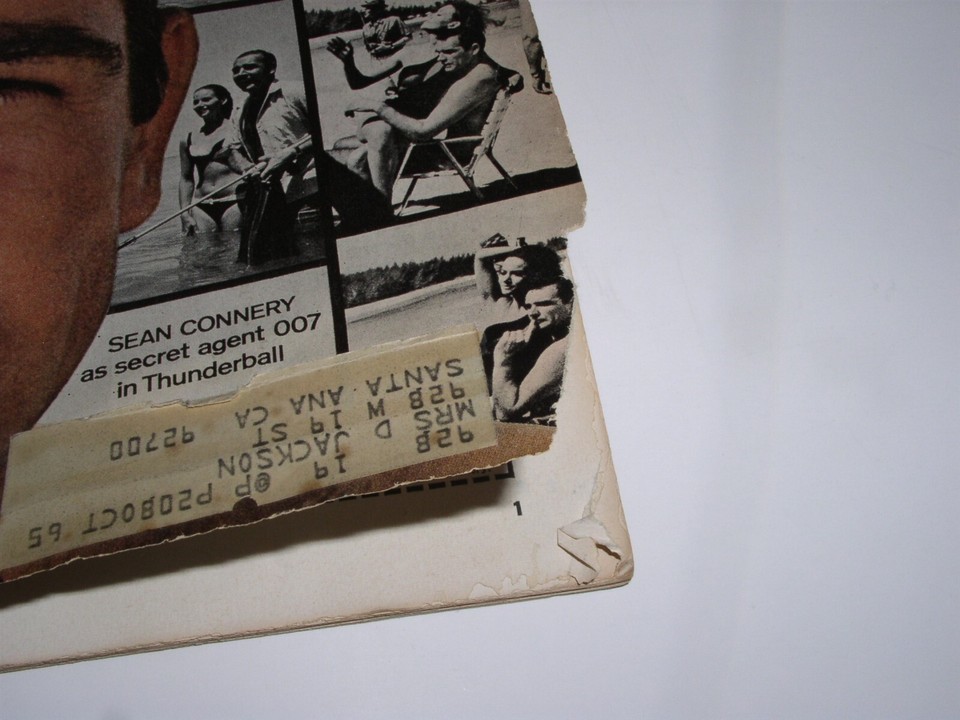 SEAN CONNERY
as secret agent 007
in Thunderball
92B 19 @P P208OCT 65
MRS D JACKSON
92B W 19 ST
SANTA ANA CA 92700
1